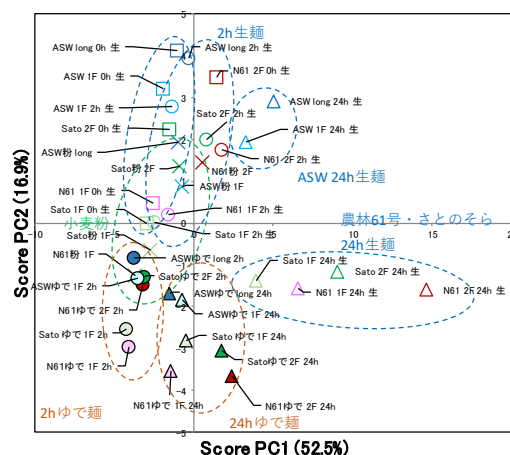 5
2h生麺
ASW long 0h 生
ASW long 2h 生
ASW 1F 0h 生
N61 2F 0h 生
ASW long 24h 生
ASW 1F 2h 生
Sato 2F 2h 生
Sato 2F 0h 生
ASW 1F 24h 生
ASW粉 long
N61 2F 2h 生
Sato粉 2F
N61粉 2F
ASW 24h生麺
ASW粉 1F
N61 1F 0h 生
N61 1F 2h 生
Sato 1F 0h 生
小麦粉
農林61号・さとのそら
-10
-5
0
5
10
15
20
Sato 1F 2h 生
Sato粉 1F
24h生麺
N61粉 1F
ASWゆで long 2h
Sato 1F 24h 生
Sato 2F 24h 生
-1
ASWゆで 1F 2h
Satoゆで 2F 2h
ASWゆで long 24h
N61 1F 24h 生
N61 2F 24h 生
N61ゆで 2F 2h
ASWゆで 1F 24h
-2
Sato ゆで 1F 2h
Sato ゆで 1F 24h
-3
N61ゆで 1F 2h
Satoゆで 2F 24h
-4
N61ゆで 1F 24h
N61ゆで 2F 24h
2hゆで麺
24hゆで麺
-5
Score PC1 (52.5%)
Score PC2 (16.9%)